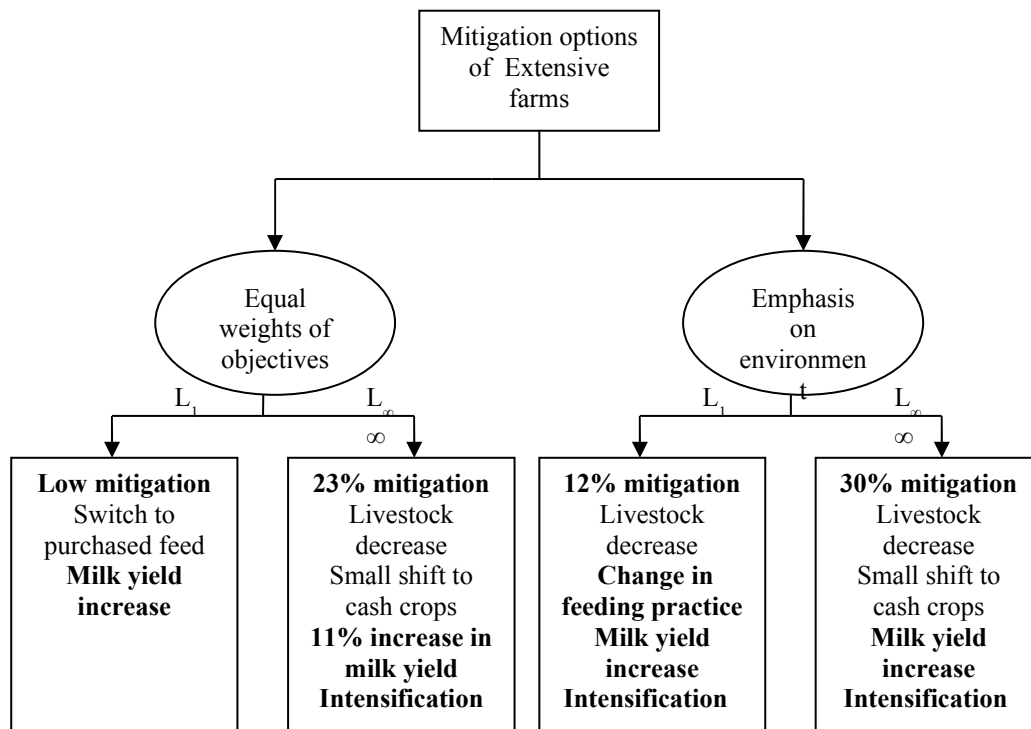 Mitigation options
of Extensive
farms
Equal
weights of
objectives
Emphasis
on
environmen
t
L1
L∞
∞
L1
L∞
∞
Low mitigation
Switch to
purchased feed
Milk yield
increase
23% mitigation
Livestock
decrease
Small shift to
cash crops
11% increase in
milk yield
Intensification
12% mitigation
Livestock
decrease
Change in
feeding practice
Milk yield
increase
Intensification
30% mitigation
Livestock
decrease
Small shift to
cash crops
Milk yield
increase
Intensification